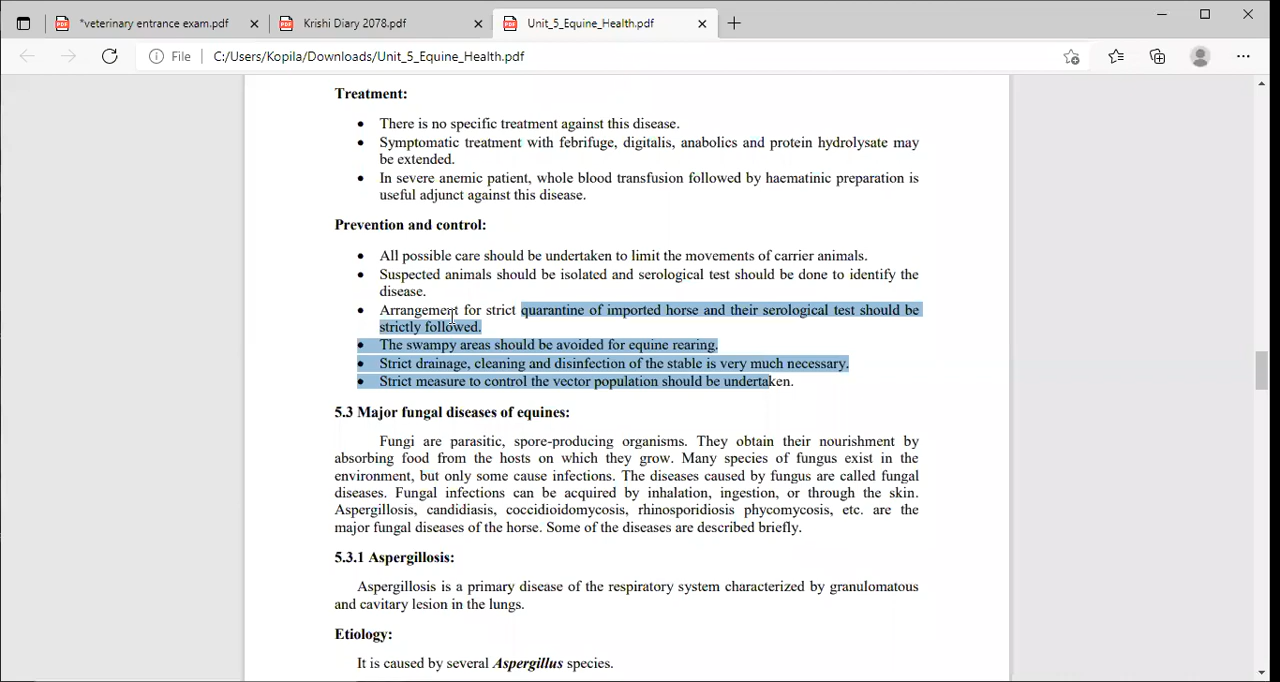 *veterinary entrance exam.pdf
Krishi Diary 2078.pdf
Unit_5_Equine_Health.pdf
File
C:/Users/Kopila/Downloads/Unit_5_Equine_Health.pdf
Treatment:
• There is no specific treatment against this disease.
• Symptomatic treatment with febrifuge, digitalis, anabolics and protein hydrolysate may
be extended.
• In severe anemic patient, whole blood transfusion followed by haematinic preparation is
useful adjunct against this disease.
Prevention and control:
• All possible care should be undertaken to limit the movements of carrier animals.
• Suspected animals should be isolated and serological test should be done to identify the
disease.
• Arrangement for strict quarantine of imported horse and their serological test should be
strictly followed.
• The swampy areas should be avoided for equine rearing.
• Strict drainage, cleaning and disinfection of the stable is very much necessary.
• Strict measure to control the vector population should be undertaken.
5.3 Major fungal diseases of equines:
Fungi are parasitic, spore-producing organisms. They obtain their nourishment by
absorbing food from the hosts on which they grow. Many species of fungus exist in the
environment, but only some cause infections. The diseases caused by fungus are called fungal
diseases. Fungal infections can be acquired by inhalation, ingestion, or through the skin.
Aspergillosis, candidiasis, coccidioidomycosis, rhinosporidiosis phycomycosis, etc. are the
major fungal diseases of the horse. Some of the diseases are described briefly.
5.3.1 Aspergillosis:
Aspergillosis is a primary disease of the respiratory system characterized by granulomatous
and cavitary lesion in the lungs.
Etiology:
It is caused by several Aspergillus species.